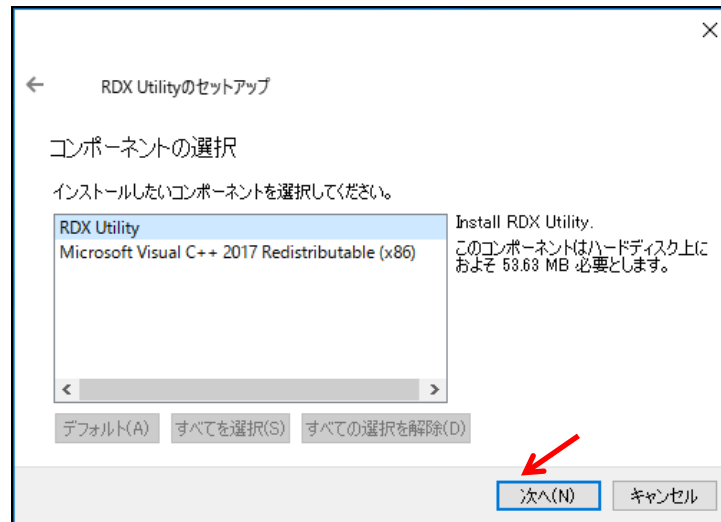 RDX Utilityのセットアップ
コンポーネントの選択
インストールしたいコンポーネントを選択してください。
RDX Utility
Microsoft Visual C++ 2017 Redistributable (x86)
Install RDX Utility.
このコンポーネントはハードディスク上に
およそ 53.63 MB 必要とします。
デフォルト(A) すべてを選択(S) すべての選択を解除(D)
次へ(N) キャンセル